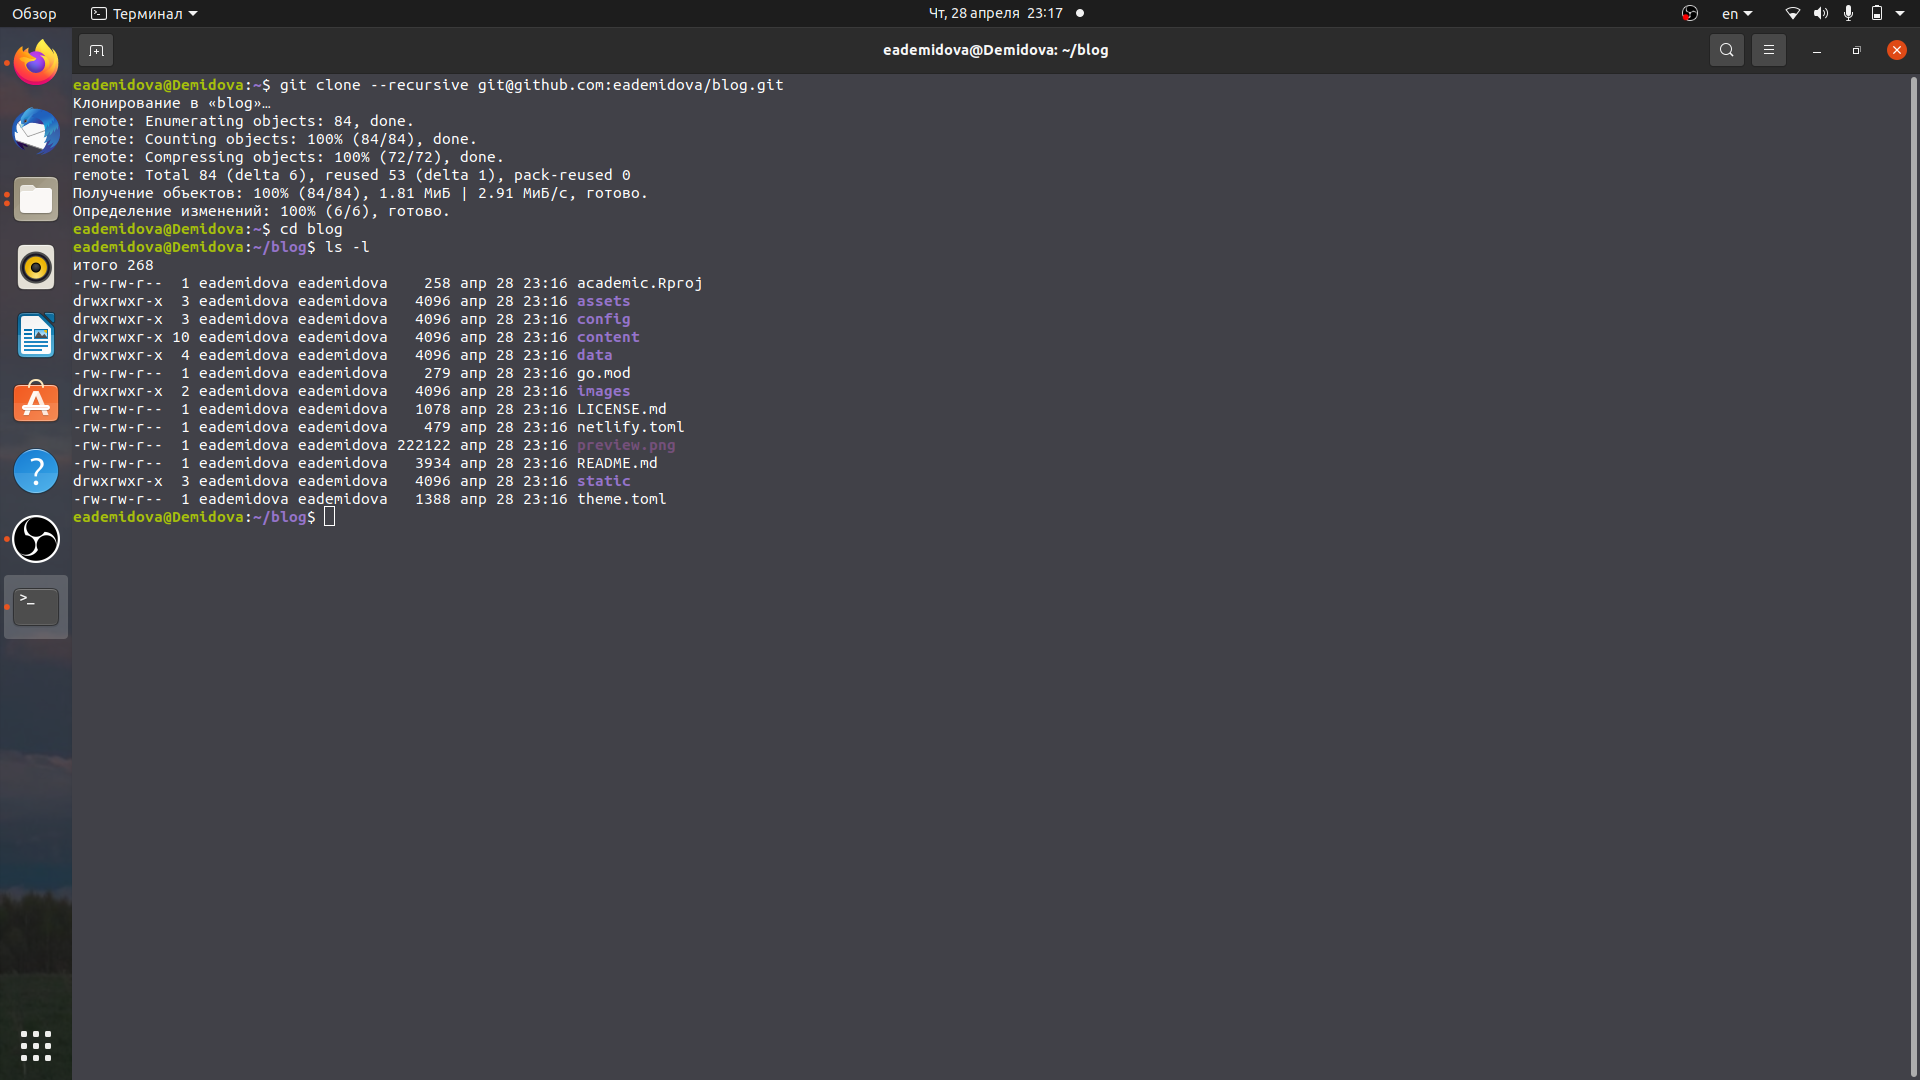 Обзор
Терминал
Чт, 28 апреля 23:17
en
eademidova@Demidova: ~/blog
eademidova@Demidova:~$ git clone --recursive git@github.com:eademidova/blog.git
Клонирование в «blog»…
remote: Enumerating objects: 84, done.
remote: Counting objects: 100% (84/84), done.
remote: Compressing objects: 100% (72/72), done.
remote: Total 84 (delta 6), reused 53 (delta 1), pack-reused 0
Получение объектов: 100% (84/84), 1.81 МиБ | 2.91 МиБ/с, готово.
Определение изменений: 100% (6/6), готово.
eademidova@Demidova:~$ cd blog
eademidova@Demidova:~/blog$ ls -l
итого 268
-rw-rw-r--  1 eademidova eademidova    258 апр 28 23:16 academic.Rproj
drwxrwxr-x  3 eademidova eademidova   4096 апр 28 23:16 assets
drwxrwxr-x  3 eademidova eademidova   4096 апр 28 23:16 config
drwxrwxr-x 10 eademidova eademidova   4096 апр 28 23:16 content
drwxrwxr-x  4 eademidova eademidova   4096 апр 28 23:16 data
-rw-rw-r--  1 eademidova eademidova    279 апр 28 23:16 go.mod
drwxrwxr-x  2 eademidova eademidova   4096 апр 28 23:16 images
-rw-rw-r--  1 eademidova eademidova   1078 апр 28 23:16 LICENSE.md
-rw-rw-r--  1 eademidova eademidova    479 апр 28 23:16 netlify.toml
-rw-rw-r--  1 eademidova eademidova 222122 апр 28 23:16 preview.png
-rw-rw-r--  1 eademidova eademidova   3934 апр 28 23:16 README.md
drwxrwxr-x  3 eademidova eademidova   4096 апр 28 23:16 static
-rw-rw-r--  1 eademidova eademidova   1388 апр 28 23:16 theme.toml
eademidova@Demidova:~/blog$